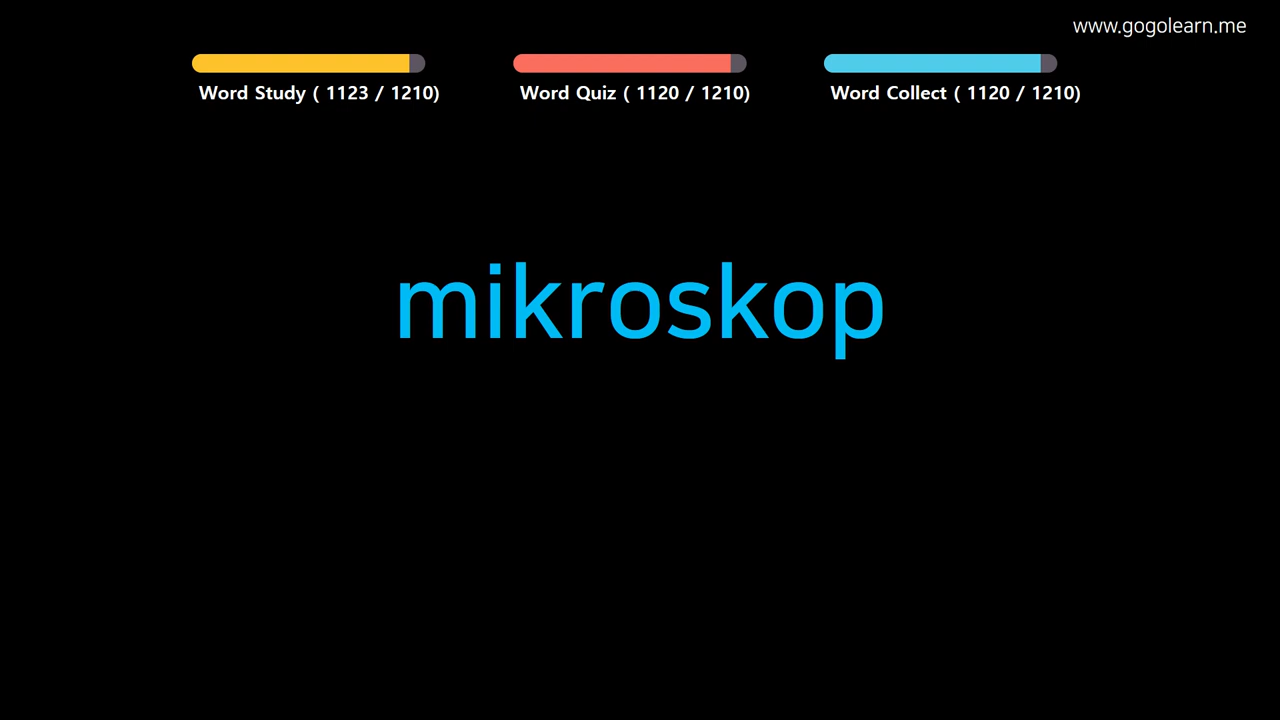 www.gogolearn.me
Word Study ( 1123 / 1210)
Word Quiz ( 1120 / 1210)
Word Collect ( 1120 / 1210)
mikroskop